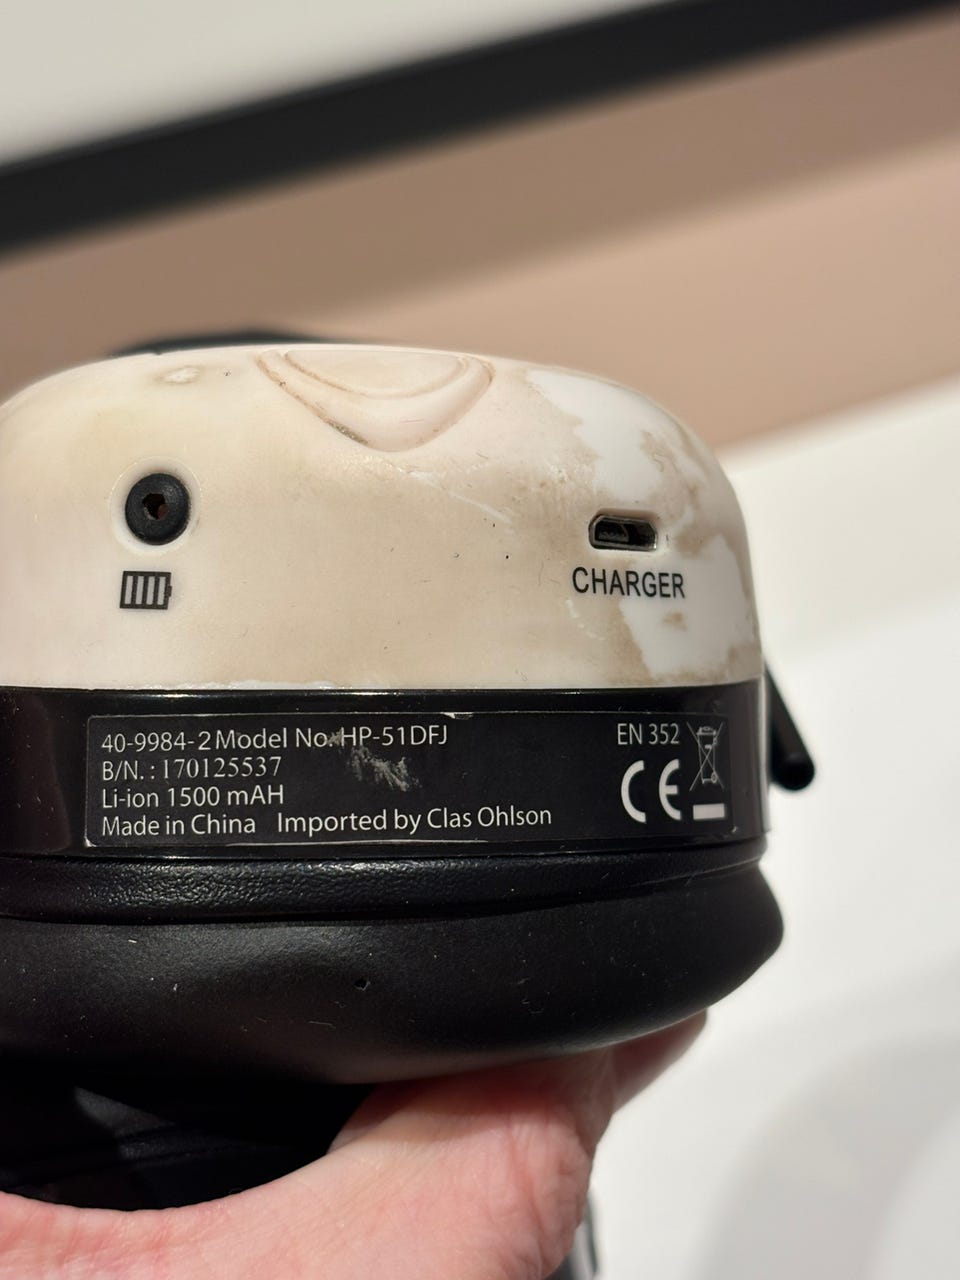 CHARGER
40-9984-2 Model No.: HP-51DFJ
B/N. : 170125537
Li-ion 1500 mAH
Made in China Imported by Clas Ohlson
EN 352
CE